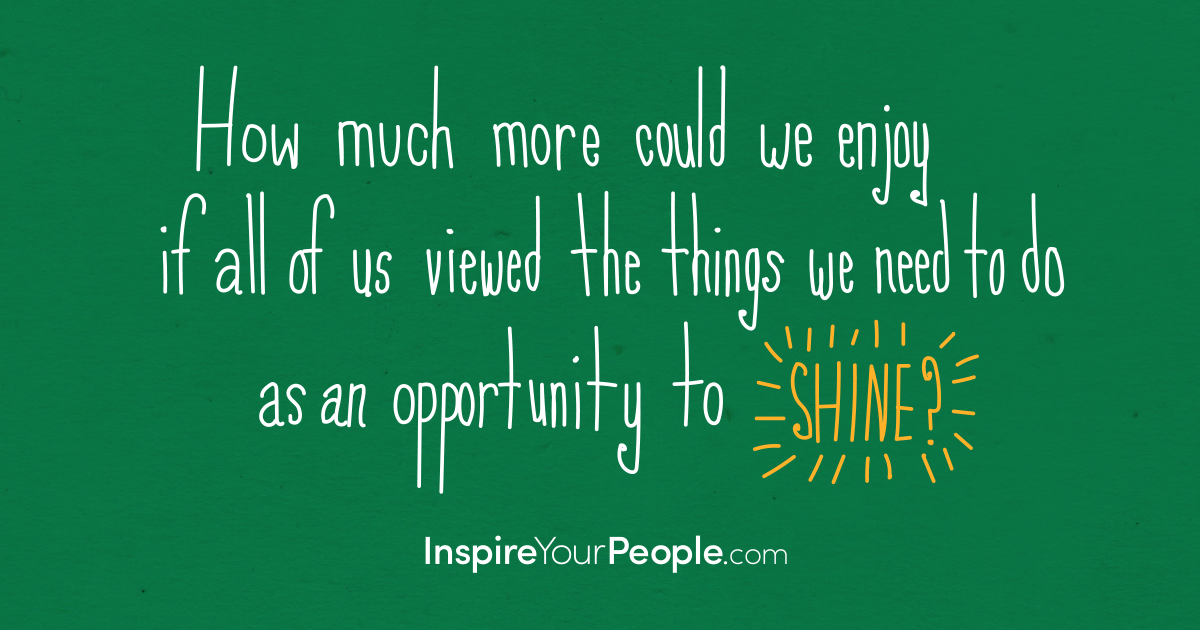 How much more could we enjoy
if all of us viewed the things we need to do
as an opportunity to SHINE?
InspireYourPeople.com